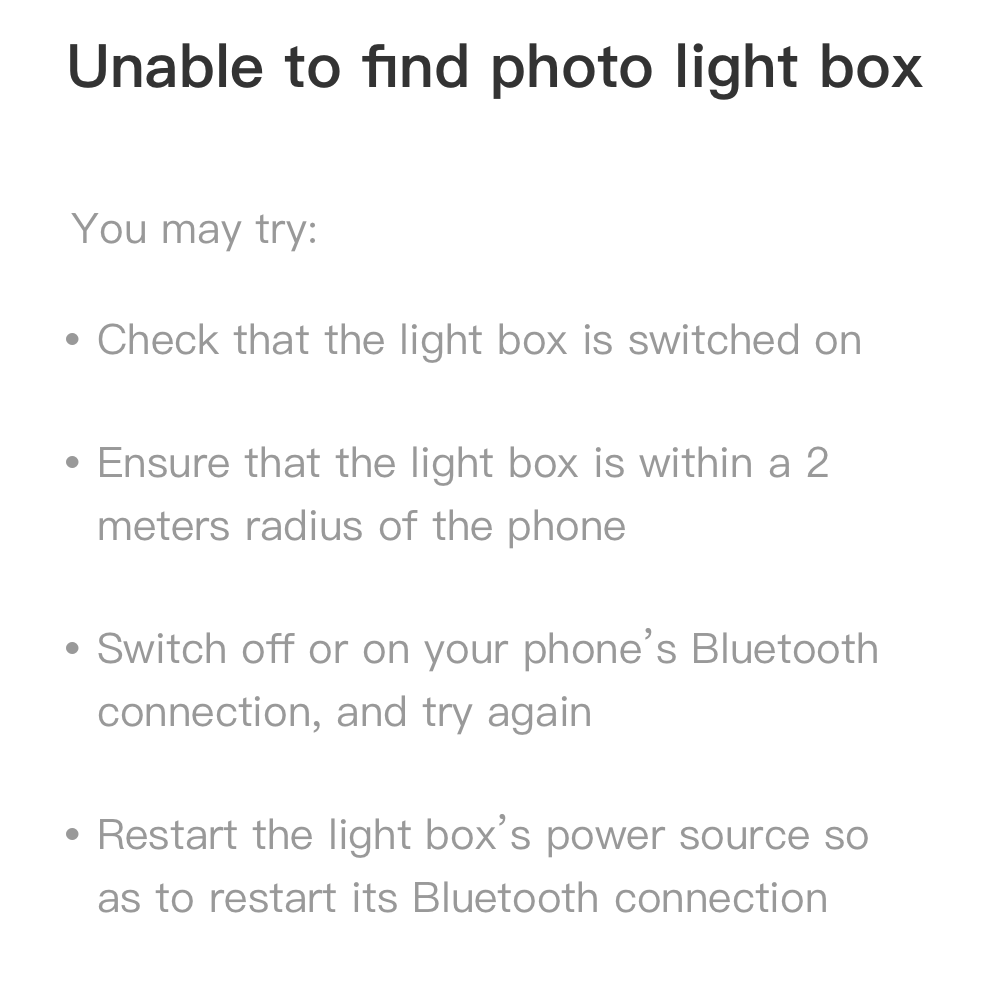 Unable to find photo light box
You may try:
• Check that the light box is switched on
• Ensure that the light box is within a 2
meters radius of the phone
• Switch off or on your phone’s Bluetooth
connection, and try again
• Restart the light box’s power source so
as to restart its Bluetooth connection